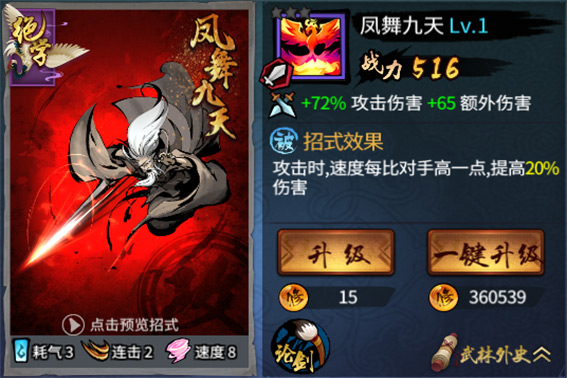 绝学
凤舞九天
点击预览招式
耗气3 连击2 速度8
凤舞九天 Lv.1
战力 516
+72% 攻击伤害 +65 额外伤害
被 招式效果
攻击时,速度每比对手高一点,提高20%
伤害
升级 一键升级
修 15 修 360539
论剑 武林外史